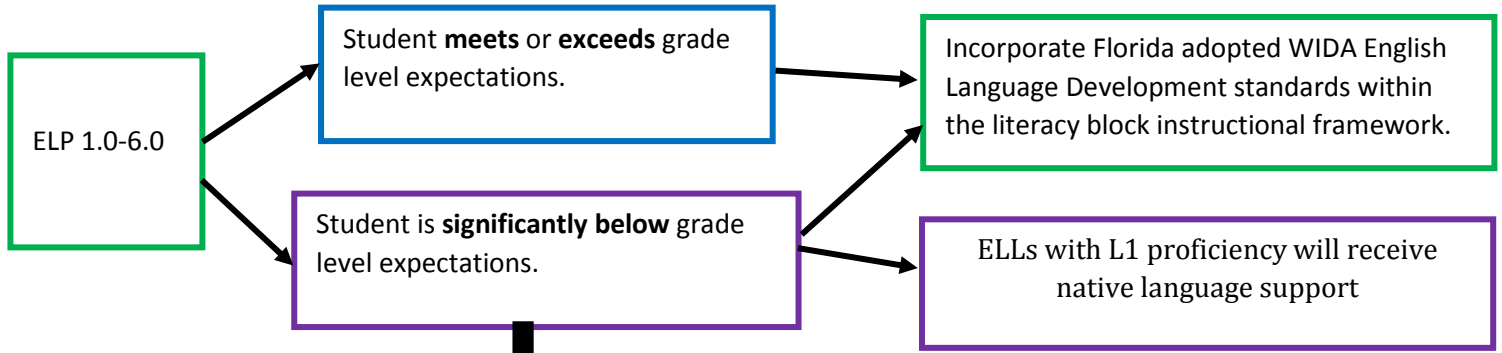 ELP 1.0-6.0
Student meets or exceeds grade
level expectations.
Incorporate Florida adopted WIDA English
Language Development standards within
the literacy block instructional framework.
Student is significantly below grade
level expectations.
ELLs with L1 proficiency will receive
native language support